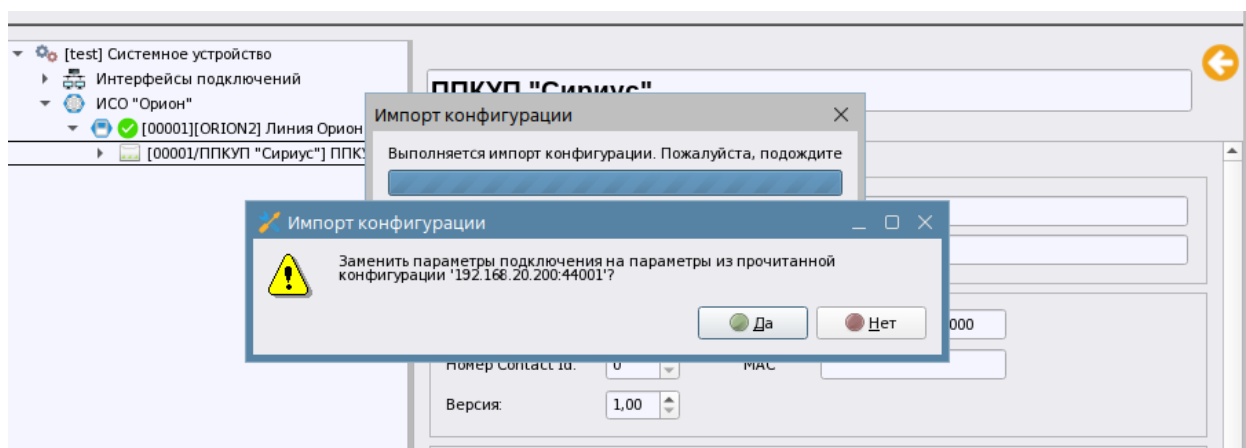 [test] Системное устройство
Интерфейсы подключений
ИСО "Орион"
[00001][ORION2] Линия Орион
[00001/ППКУП "Сириус"]
ППКУП "Сириус"
Импорт конфигурации
Выполняется импорт конфигурации. Пожалуйста, подождите
Импорт конфигурации
Заменить параметры подключения на параметры из прочитанной
конфигурации '192.168.20.200:44001'?
Да
Нет
000
Номер Contact Id:
0
MAC
Версия:
1,00